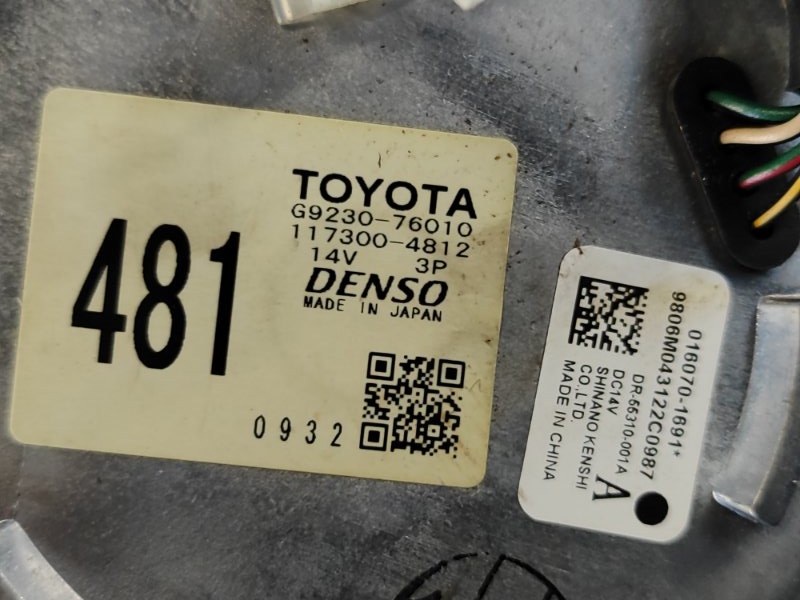 TOYOTA
G9230-76010
117300-4812
14V 3P
DENSO
MADE IN JAPAN
481
0932
016070-1691*
9806M043122C0987
DR-55310-001A
DC14V
SHINANO KENSHI
CO.,LTD.
MADE IN CHINA
A